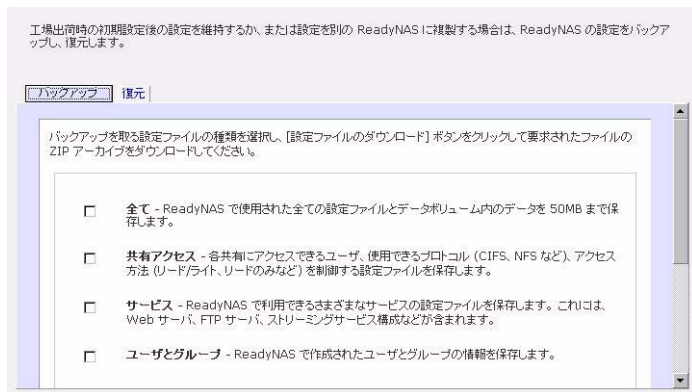 工場出荷時の初期設定後の設定を維持するか、または設定を別の ReadyNAS に複製する場合は、ReadyNAS の設定をバックア
ップし、復元します。
バックアップ 復元
バックアップを取る設定ファイルの種類を選択し、[設定ファイルのダウンロード] ボタンをクリックして要求されたファイルの
ZIP アーカイブをダウンロードしてください。
全て - ReadyNAS で使用された全ての設定ファイルとデータボリューム内のデータを 50MB まで保
存します。
共有アクセス - 各共有にアクセスできるユーザ、使用できるプロトコル (CIFS、NFS など)、アクセス
方法 (リード/ライト、リードのみなど) を制御する設定ファイルを保存します。
サービス - ReadyNAS で利用できるさまざまなサービスの設定ファイルを保存します。これには、
Web サーバ、FTP サーバ、ストリーミングサービス構成などが含まれます。
ユーザとグループ - ReadyNAS で作成されたユーザとグループの情報を保存します。